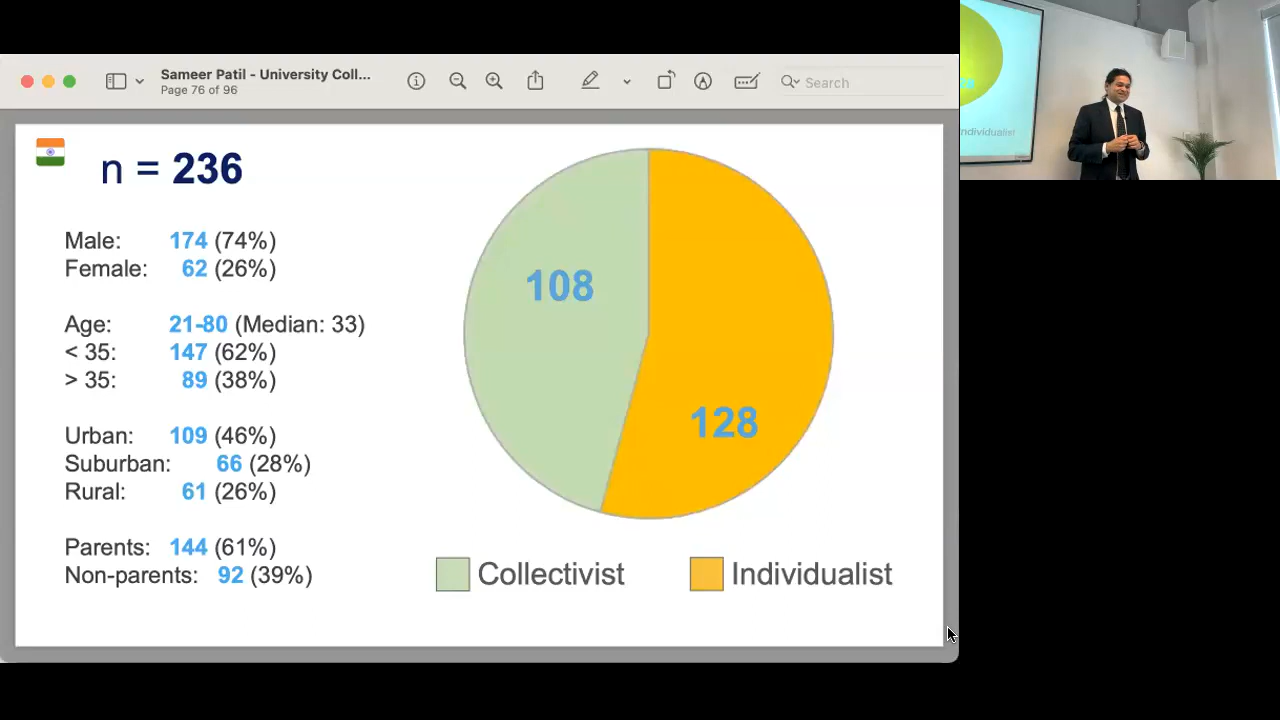 Sameer Patil - University Coll...
Page 76 of 96
Search
n = 236
Male: 174 (74%)
Female: 62 (26%)
Age: 21-80 (Median: 33)
< 35: 147 (62%)
> 35: 89 (38%)
Urban: 109 (46%)
Suburban: 66 (28%)
Rural: 61 (26%)
Parents: 144 (61%)
Non-parents: 92 (39%)
108
128
Collectivist
Individualist
Individualist